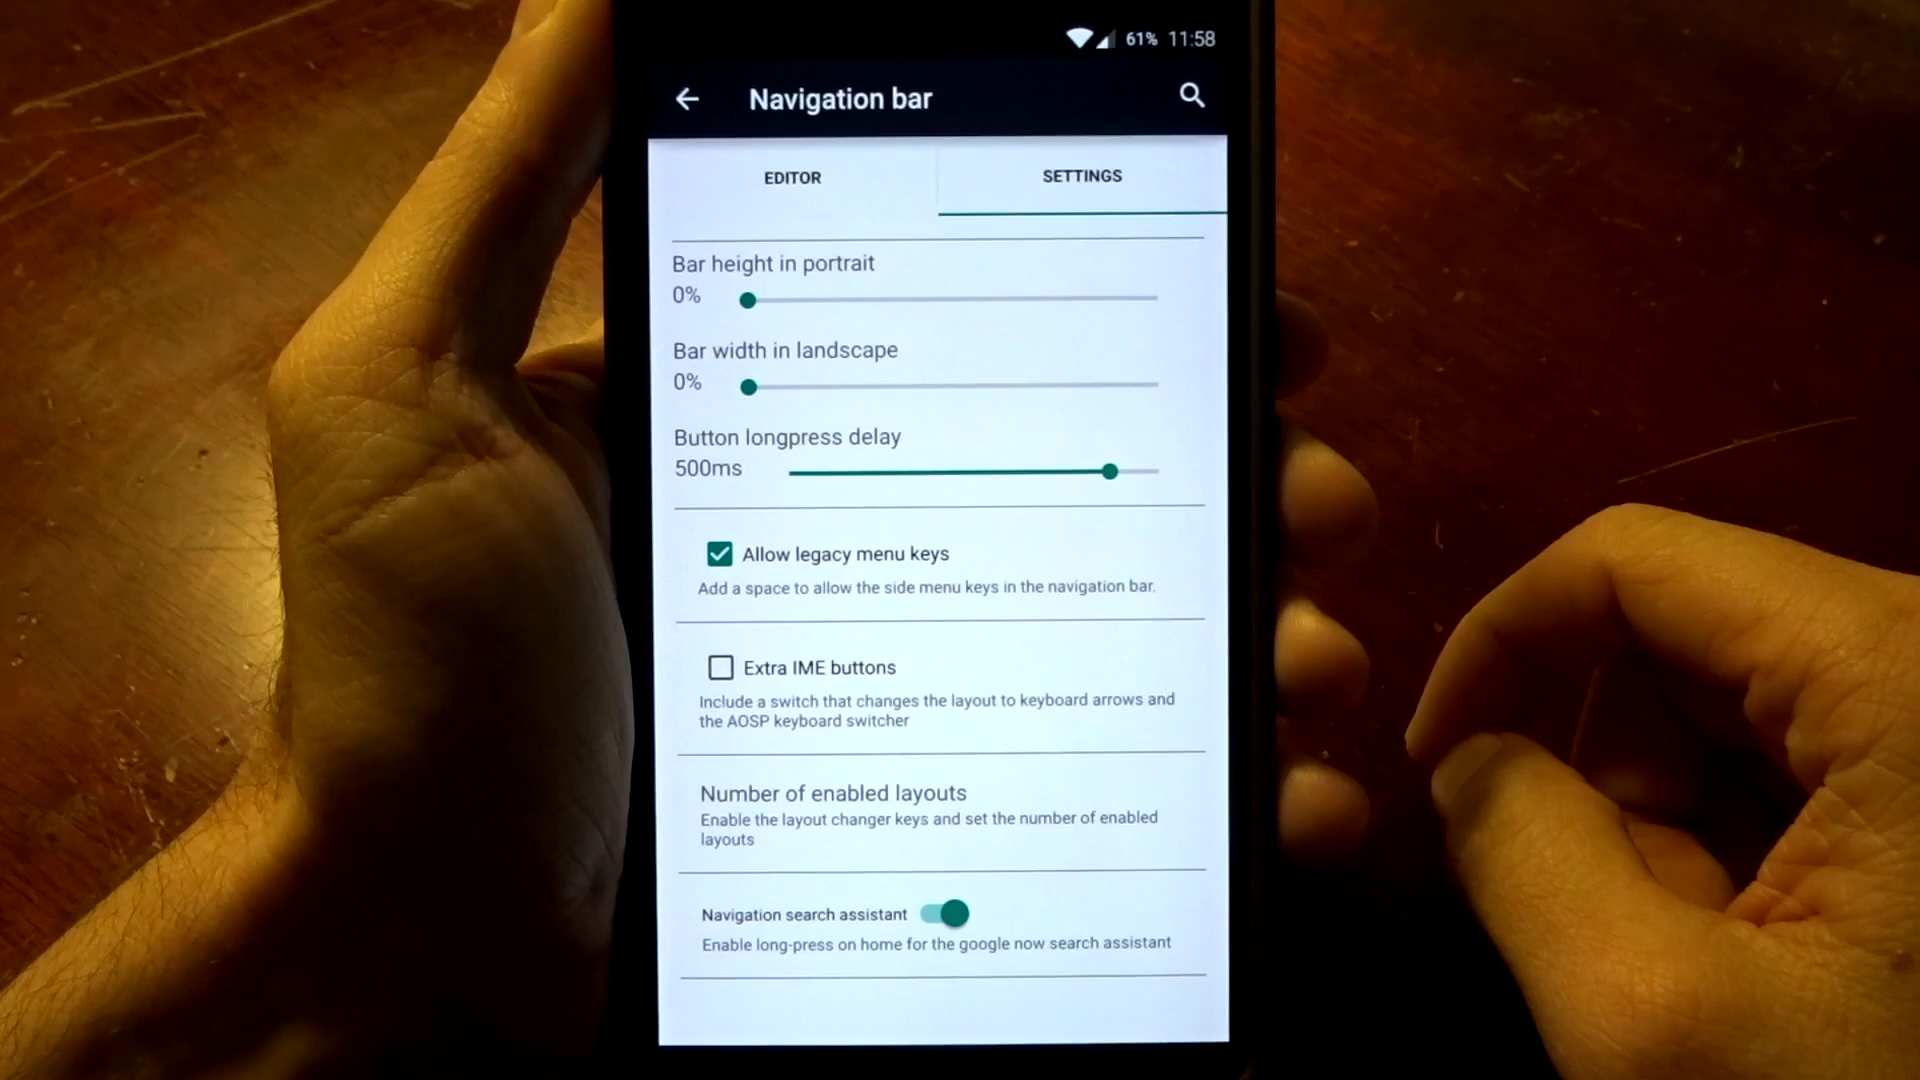 61% 11:58
Navigation bar
EDITOR SETTINGS
Bar height in portrait
0%
Bar width in landscape
0%
Button longpress delay
500ms
Allow legacy menu keys
Add a space to allow the side menu keys in the navigation bar.
Extra IME buttons
Include a switch that changes the layout to keyboard arrows and
the AOSP keyboard switcher
Number of enabled layouts
Enable the layout changer keys and set the number of enabled
layouts
Navigation search assistant
Enable long-press on home for the google now search assistant